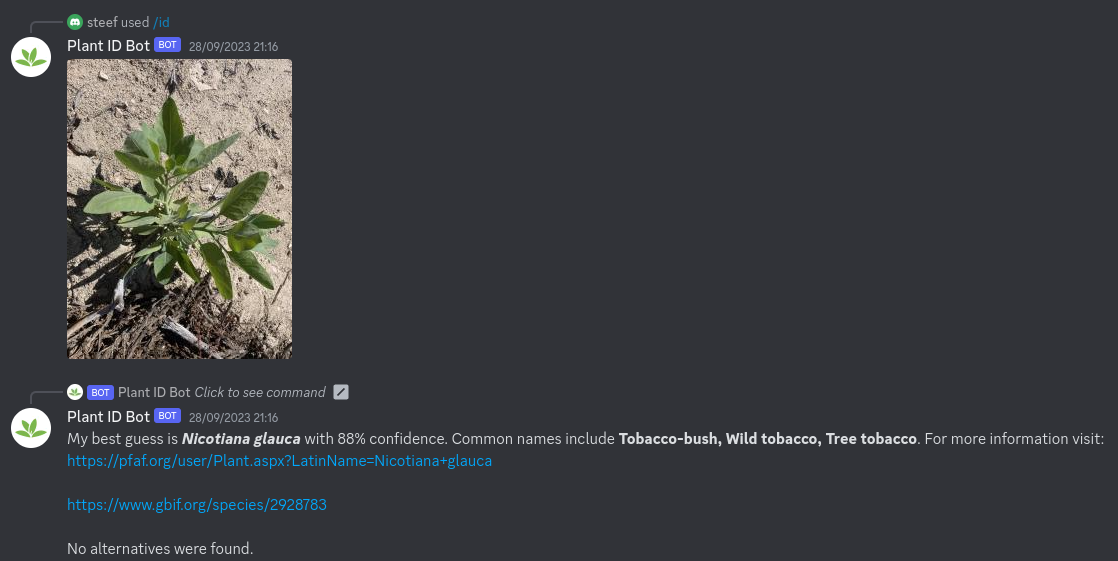 steef used /id
Plant ID Bot BOT 28/09/2023 21:16
BOT Plant ID Bot Click to see command
Plant ID Bot BOT 28/09/2023 21:16
My best guess is Nicotiana glauca with 88% confidence. Common names include Tobacco-bush, Wild tobacco, Tree tobacco. For more information visit:
https://pfaf.org/user/Plant.aspx?LatinName=Nicotiana+glauca
https://www.gbif.org/species/2928783
No alternatives were found.